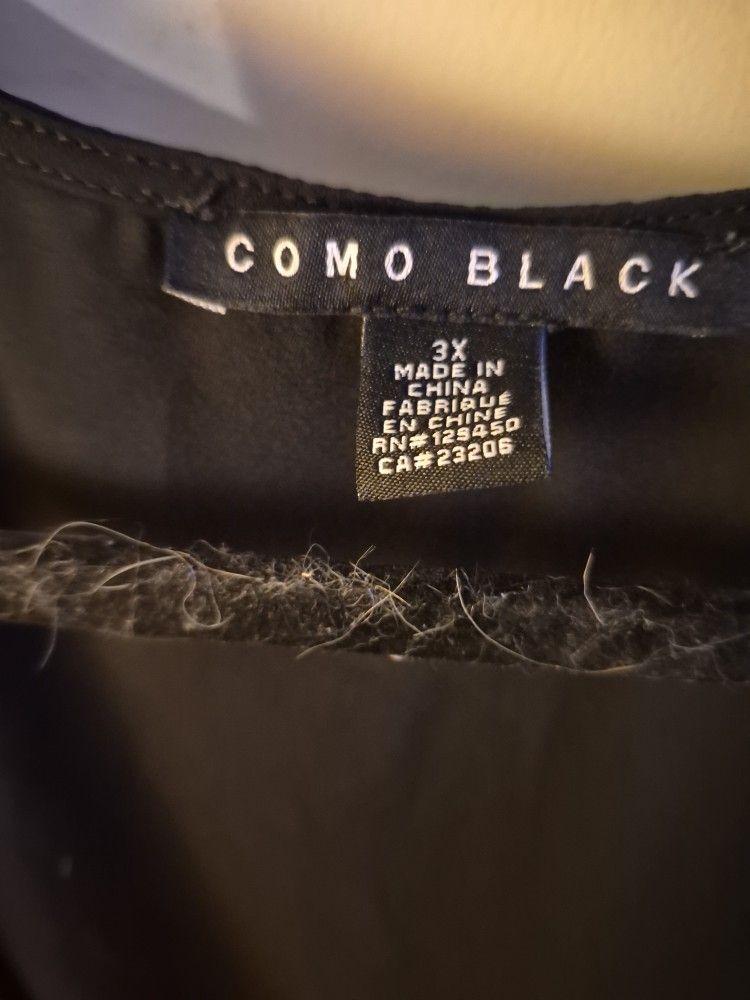 COMO BLACK
3X
MADE IN
CHINA
FABRIQUÉ
EN CHINE
RN#129450
CA#23206